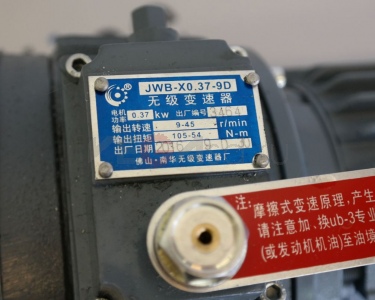 JWB-X0.37-9D
无级变速器
电机功率 0.37 kw 出厂编号 3464
输出转速 9-45 r/min
输出扭矩 105-54 N-m
出厂日期 2016
佛山·南华无级变速器厂
注:
摩擦式变速原理,产生
请注意加,换ub-3专业
(或发动机机油)至油境